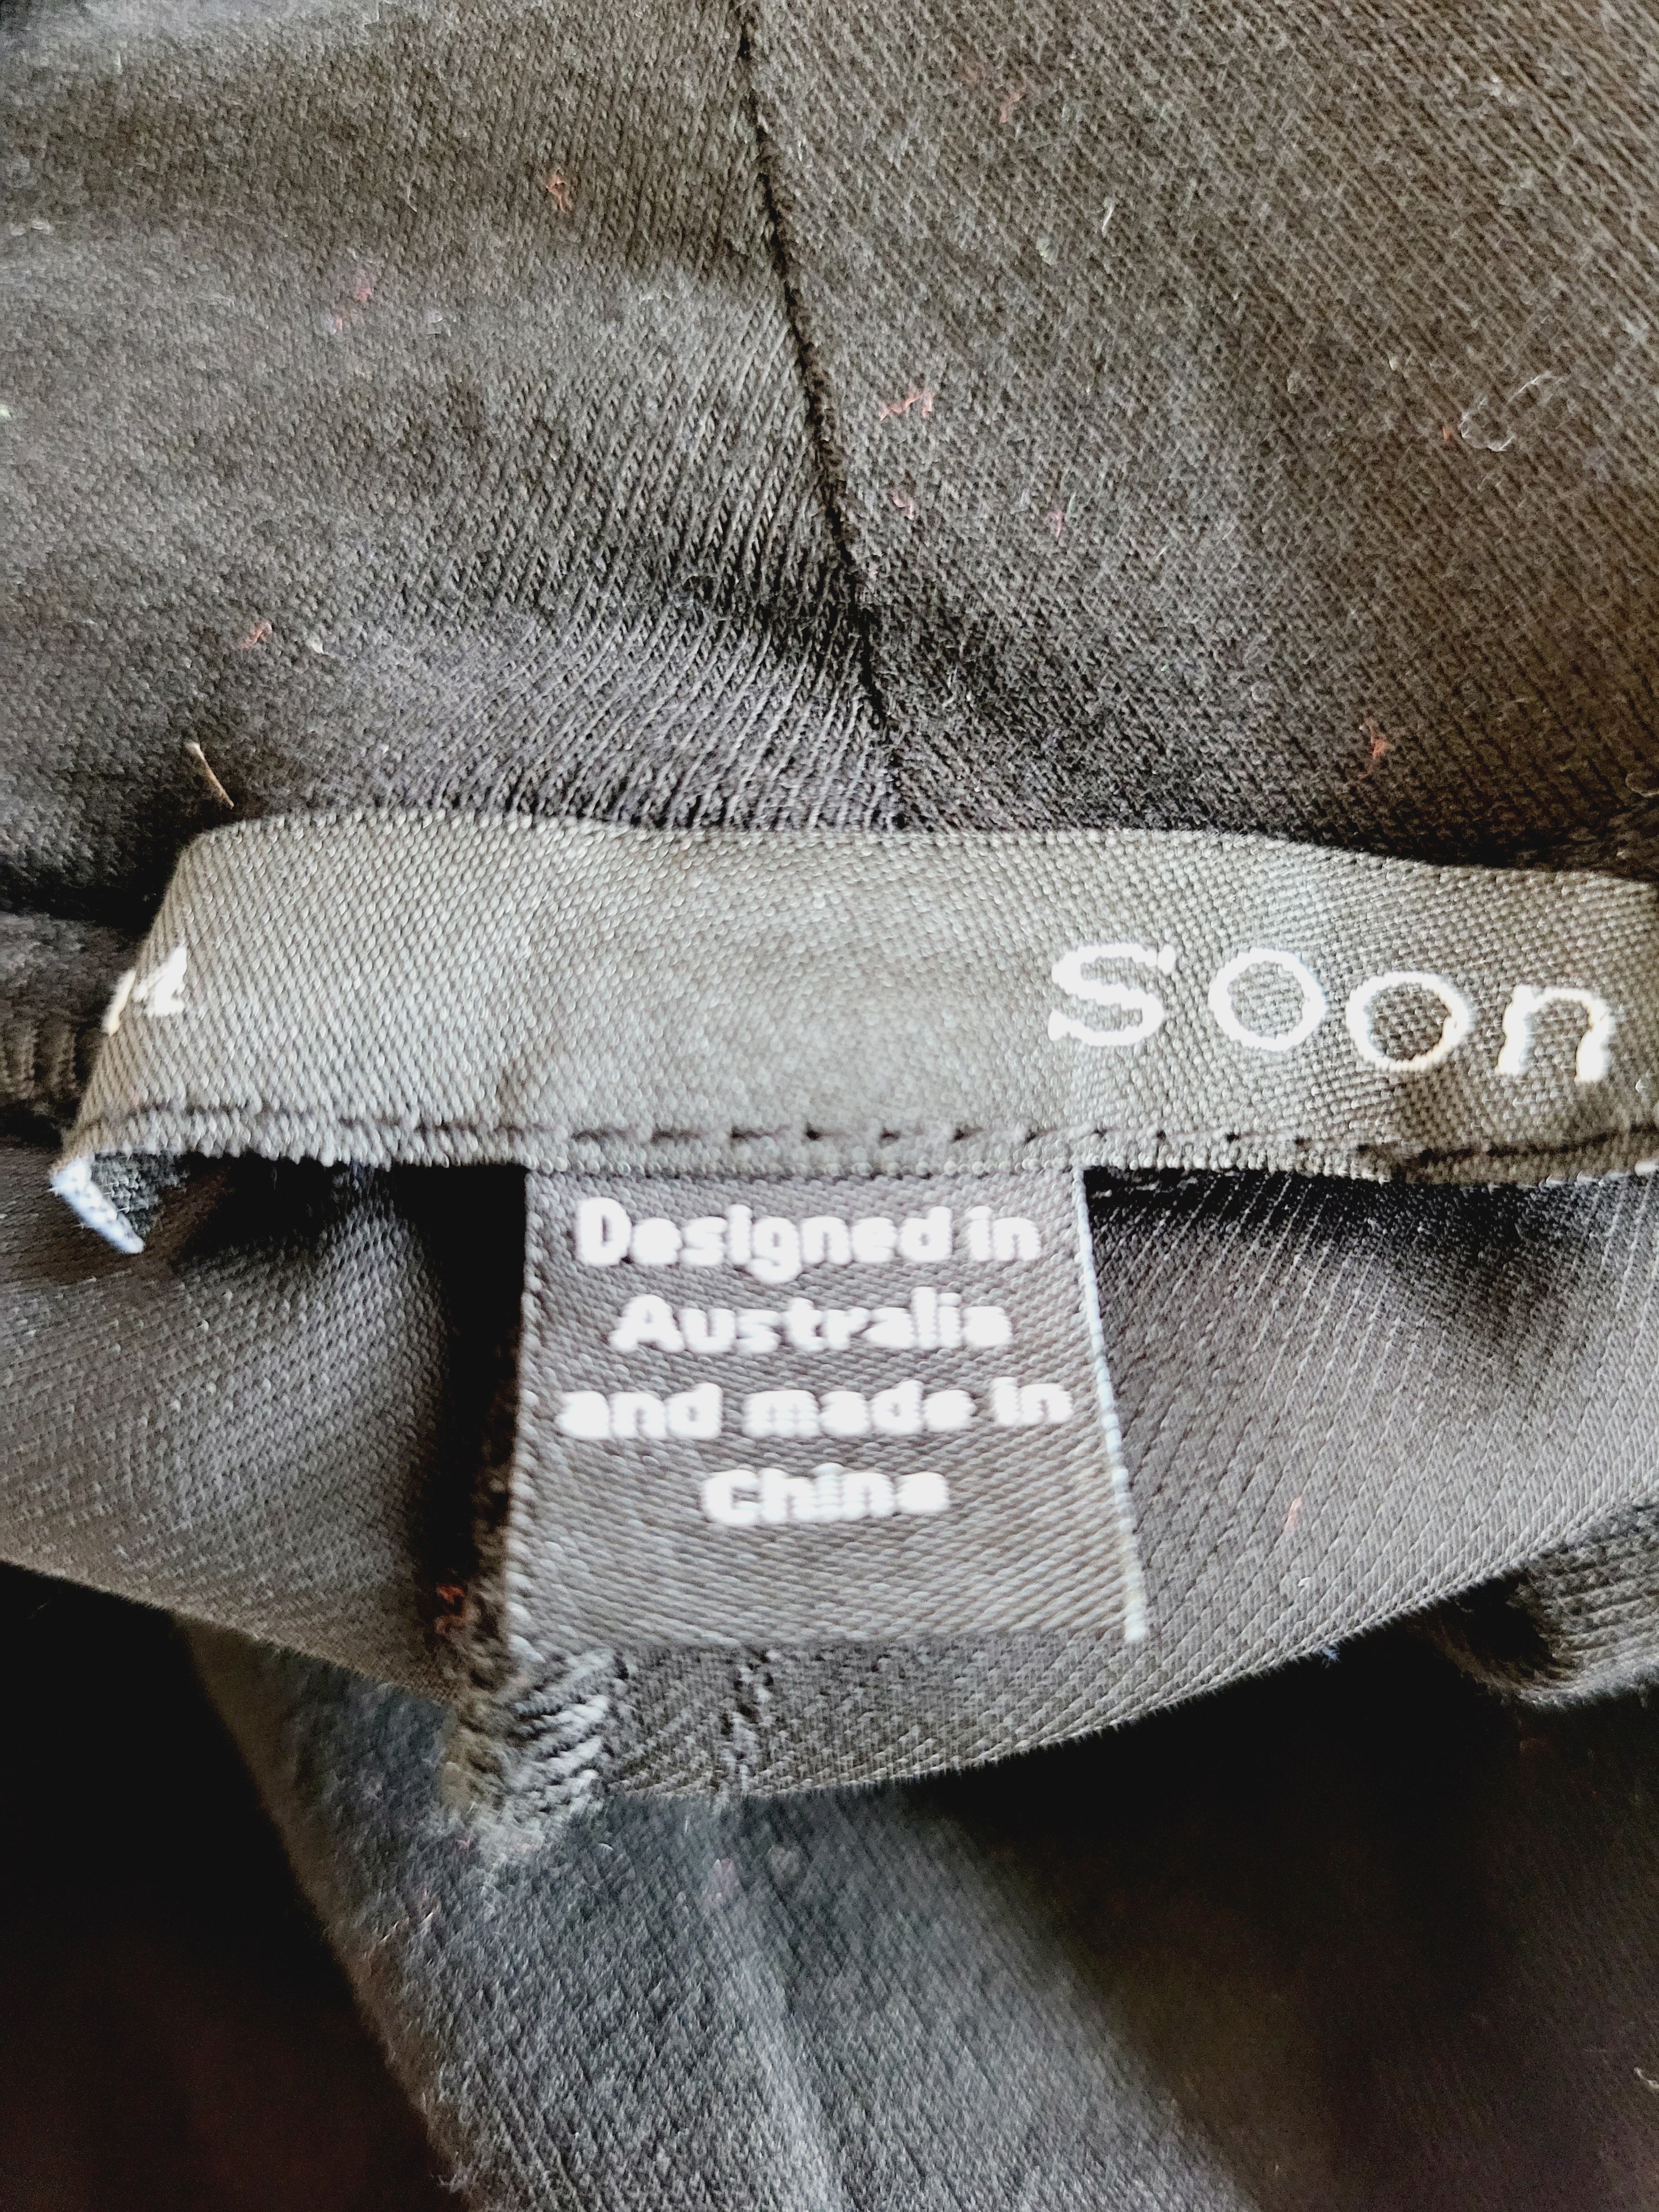 soon
Designed in
Australia
and made in
China